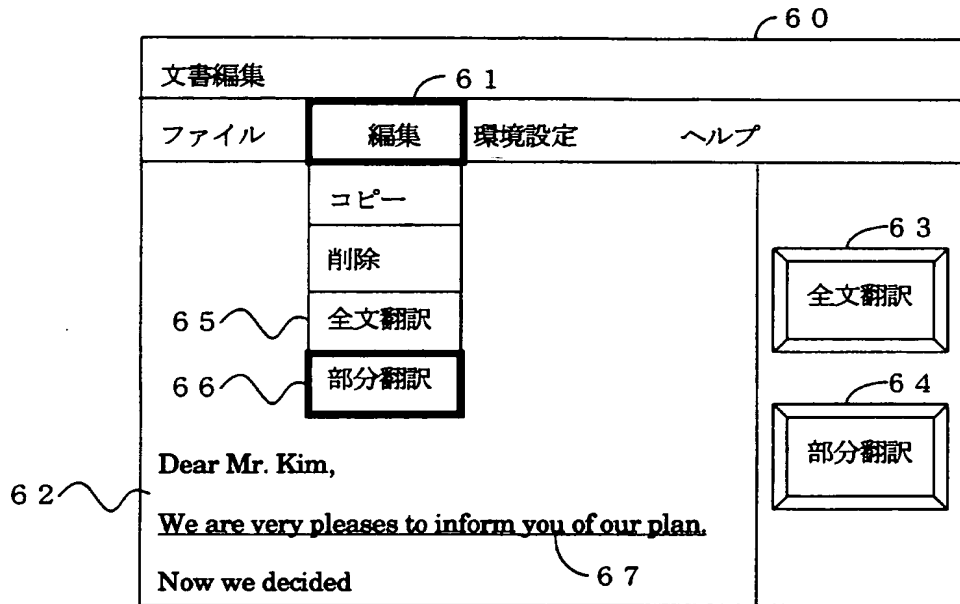 60
文書編集
61
ファイル 編集 環境設定 ヘルプ
コピー
63
削除
全文翻訳
65 全文翻訳
66 部分翻訳
64
部分翻訳
Dear Mr. Kim,
62
We are very pleases to inform you of our plan.
67
Now we decided